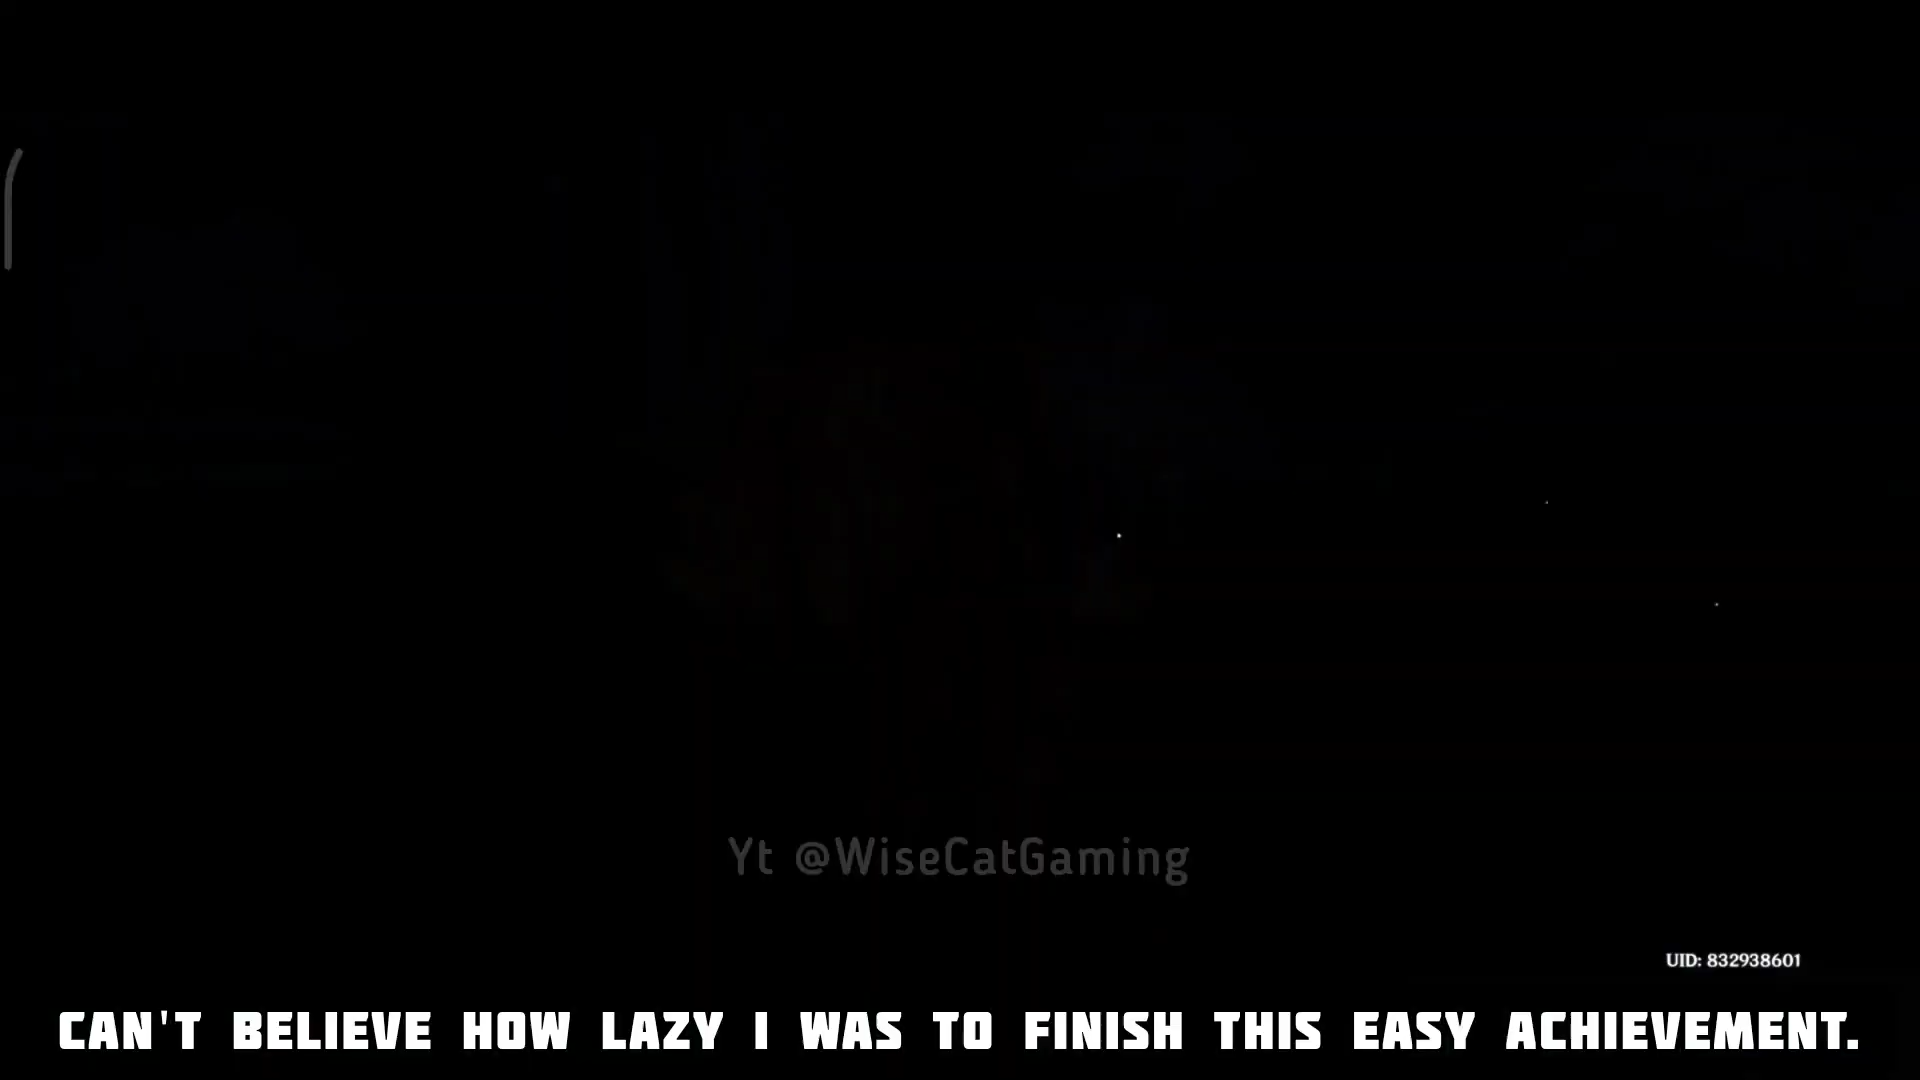 Yt @WiseCatGaming
UID: 832938601
CAN'T BELIEVE HOW LAZY I WAS TO FINISH THIS EASY ACHIEVEMENT.